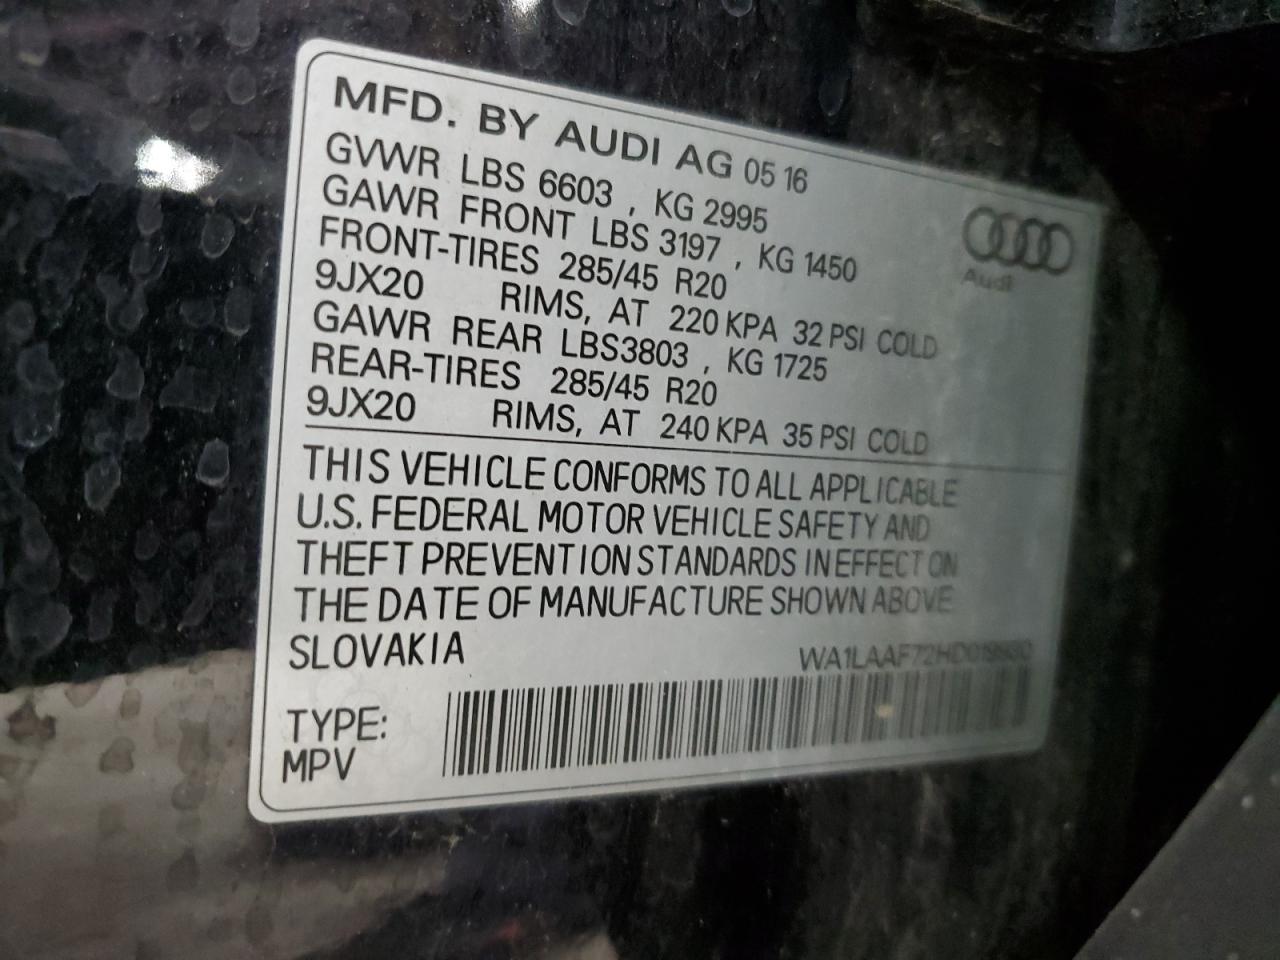 MFD. BY AUDI AG 05 16
GVWR LBS 6603 , KG 2995
GAWR FRONT LBS 3197 , KG 1450
FRONT-TIRES 285/45 R20
9JX20 RIMS, AT 220 KPA 32 PSI COLD
GAWR REAR LBS3803 , KG 1725
REAR-TIRES 285/45 R20
9JX20 RIMS, AT 240 KPA 35 PSI COLD
Audi
THIS VEHICLE CONFORMS TO ALL APPLICABLE
U.S. FEDERAL MOTOR VEHICLE SAFETY AND
THEFT PREVENTION STANDARDS IN EFFECT ON
THE DATE OF MANUFACTURE SHOWN ABOVE
SLOVAKIA
TYPE:
MPV